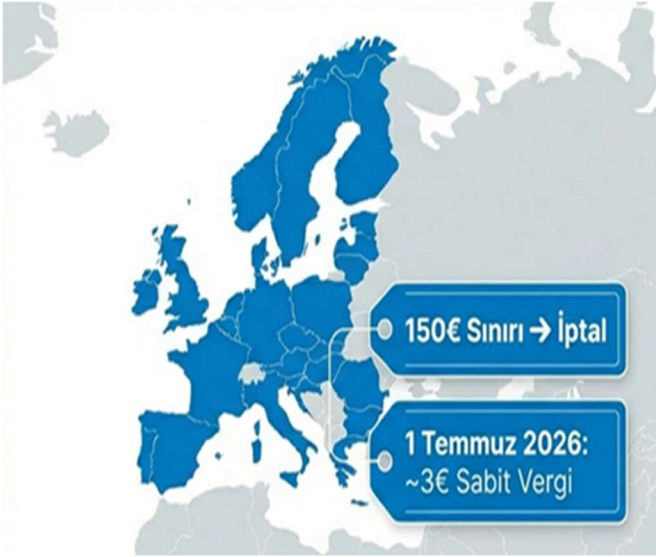 150€ Sınırı → İptal
1 Temmuz 2026:
~3€ Sabit Vergi